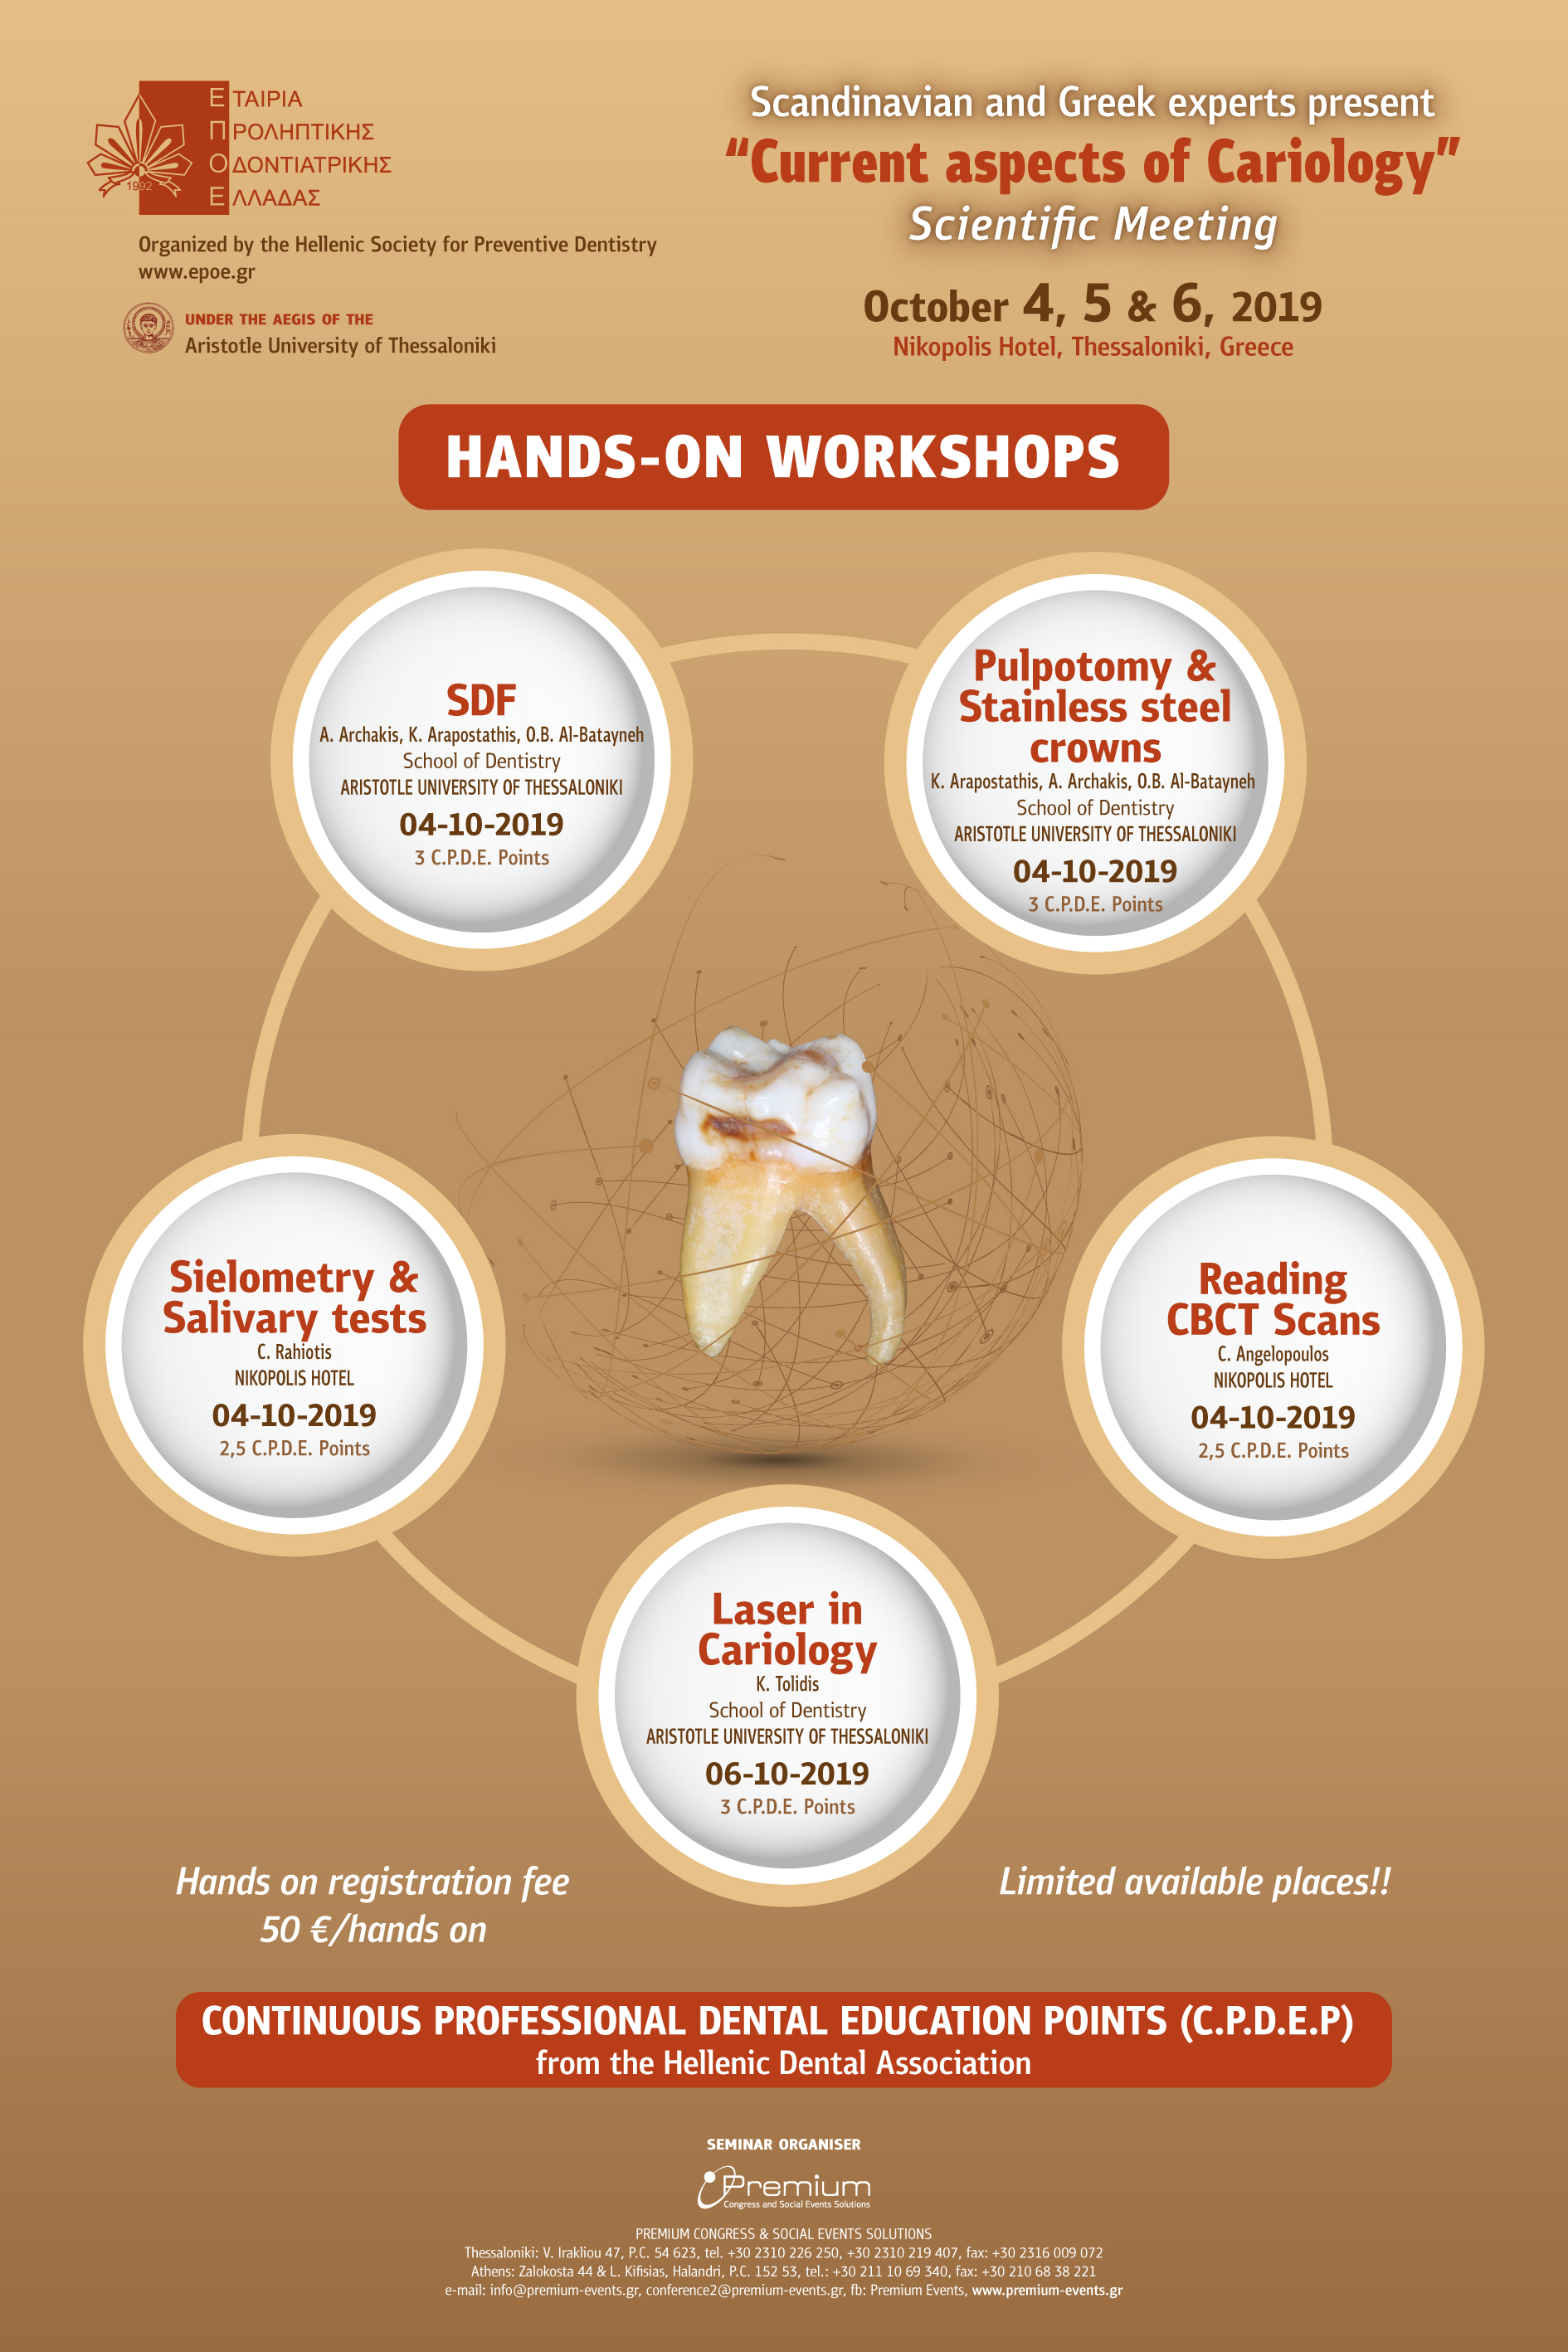 ΕΤΑΙΡΙΑ
ΠΡΟΛΗΠΤΙΚΗΣ
ΟΔΟΝΤΙΑΤΡΙΚΗΣ
ΕΛΛΑΔΑΣ
1992
Organized by the Hellenic Society for Preventive Dentistry
www.epoe.gr
UNDER THE AEGIS OF THE
Aristotle University of Thessaloniki
Scandinavian and Greek experts present
“Current aspects of Cariology”
Scientific Meeting
October 4, 5 & 6, 2019
Nikopolis Hotel, Thessaloniki, Greece
HANDS-ON WORKSHOPS
SDF
A. Archakis, K. Arapostathis, O.B. Al-Batayneh
School of Dentistry
ARISTOTLE UNIVERSITY OF THESSALONIKI
04-10-2019
3 C.P.D.E. Points
Pulpotomy &
Stainless steel
crowns
K. Arapostathis, A. Archakis, O.B. Al-Batayneh
School of Dentistry
ARISTOTLE UNIVERSITY OF THESSALONIKI
04-10-2019
3 C.P.D.E. Points
Sielometry &
Salivary tests
C. Rahiotis
NIKOPOLIS HOTEL
04-10-2019
2,5 C.P.D.E. Points
Reading
CBCT Scans
C. Angelopoulos
NIKOPOLIS HOTEL
04-10-2019
2,5 C.P.D.E. Points
Laser in
Cariology
K. Tolidis
School of Dentistry
ARISTOTLE UNIVERSITY OF THESSALONIKI
06-10-2019
3 C.P.D.E. Points
Hands on registration fee
50 €/hands on
Limited available places!!
CONTINUOUS PROFESSIONAL DENTAL EDUCATION POINTS (C.P.D.E.P)
from the Hellenic Dental Association
SEMINAR ORGANISER
Premium
Congress and Social Events Solutions
PREMIUM CONGRESS & SOCIAL EVENTS SOLUTIONS
Thessaloniki: V. Irakliou 47, P.C. 54 623, tel. +30 2310 226 250, +30 2310 219 407, fax: +30 2316 009 072
Athens: Zalokosta 44 & L. Kifisias, Halandri, P.C. 152 53, tel.: +30 211 10 69 340, fax: +30 210 68 38 221
e-mail: info@premium-events.gr, conference2@premium-events.gr, fb: Premium Events, www.premium-events.gr